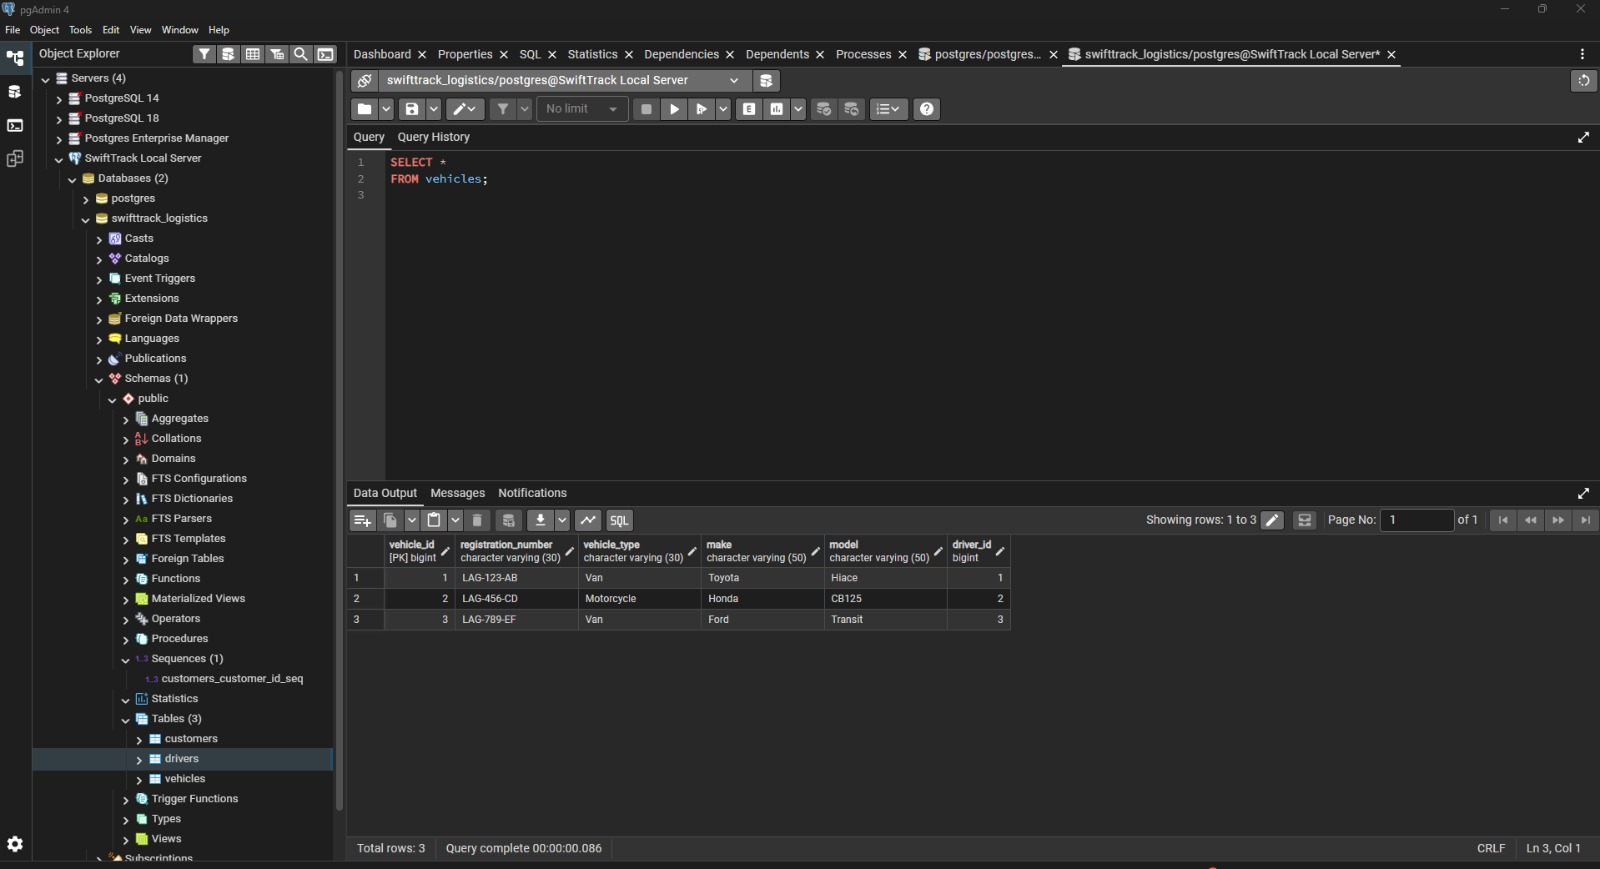 pgAdmin 4
File Object Tools Edit View Window Help
Object Explorer
Dashboard Properties SQL Statistics Dependencies Dependents Processes postgres/postgres... swifttrack_logistics/postgres@SwiftTrack Local Server*
Servers (4)
PostgreSQL 14
PostgreSQL 18
Postgres Enterprise Manager
SwiftTrack Local Server
Databases (2)
postgres
swifttrack_logistics
Casts
Catalogs
Event Triggers
Extensions
Foreign Data Wrappers
Languages
Publications
Schemas (1)
public
Aggregates
Collations
Domains
FTS Configurations
FTS Dictionaries
Aa FTS Parsers
FTS Templates
Foreign Tables
Functions
Materialized Views
Operators
Procedures
1..3 Sequences (1)
1..3 customers_customer_id_seq
Statistics
Tables (3)
customers
drivers
vehicles
Trigger Functions
Types
Views
Subscriptions
swifttrack_logistics/postgres@SwiftTrack Local Server
No limit
E
Query Query History
1 SELECT *
2 FROM vehicles;
3
Data Output Messages Notifications
SQL
Showing rows: 1 to 3
Page No: 1 of 1
vehicle_id [PK] bigint
registration_number character varying (30)
vehicle_type character varying (30)
make character varying (50)
model character varying (50)
driver_id bigint
1 1 LAG-123-AB Van Toyota Hiace 1
2 2 LAG-456-CD Motorcycle Honda CB125 2
3 3 LAG-789-EF Van Ford Transit 3
Total rows: 3 Query complete 00:00:00.086 CRLF Ln 3, Col 1